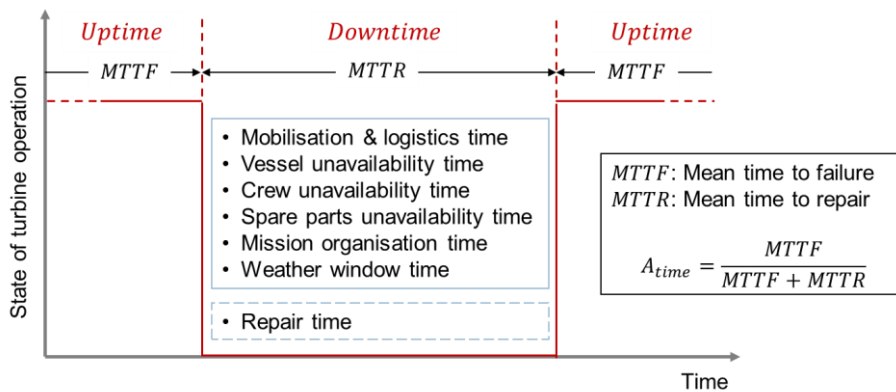 Uptime Downtime Uptime
MTTF MTTR MTTF
State of turbine operation
• Mobilisation & logistics time
• Vessel unavailability time
• Crew unavailability time
• Spare parts unavailability time
• Mission organisation time
• Weather window time
• Repair time
MTTF: Mean time to failure
MTTR: Mean time to repair
A_time = MTTF / (MTTF + MTTR)
Time